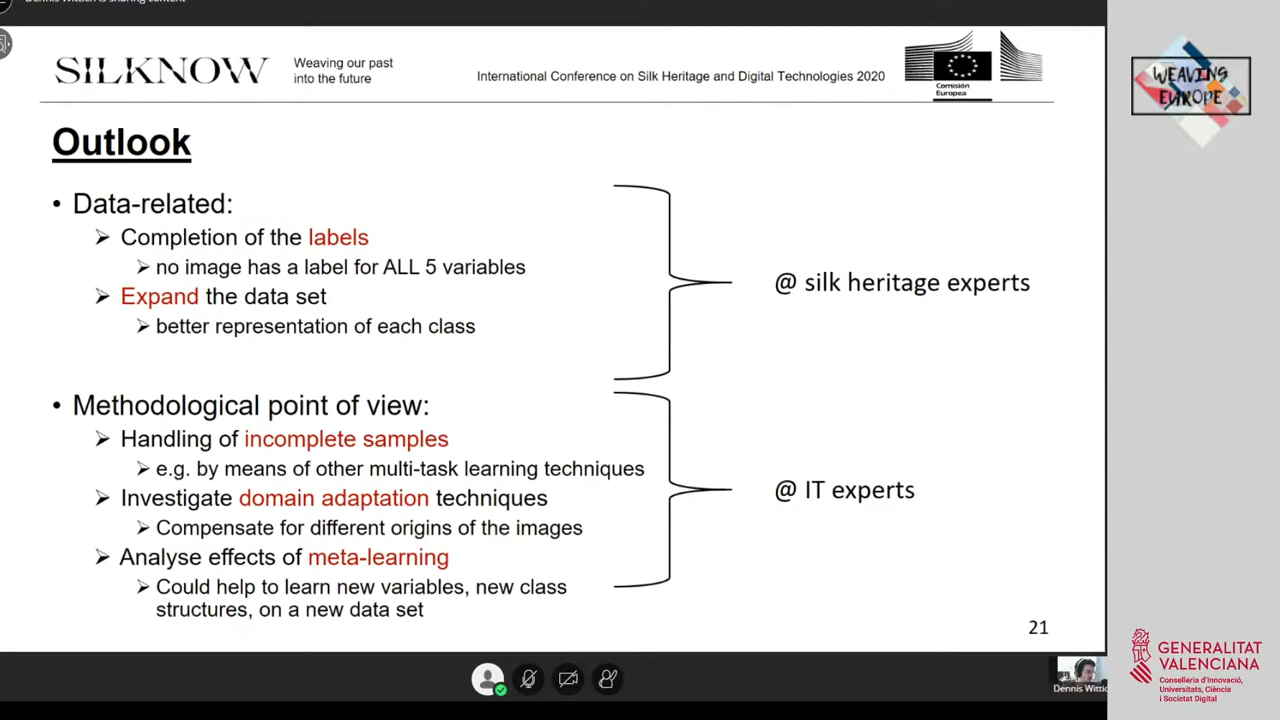 SILKNOW
Weaving our past
into the future
International Conference on Silk Heritage and Digital Technologies 2020
Comisión
Europea
WEAVING
EUROPE
Outlook
• Data-related:
➢ Completion of the labels
➢ no image has a label for ALL 5 variables
➢ Expand the data set
➢ better representation of each class
@ silk heritage experts
• Methodological point of view:
➢ Handling of incomplete samples
➢ e.g. by means of other multi-task learning techniques
➢ Investigate domain adaptation techniques
➢ Compensate for different origins of the images
➢ Analyse effects of meta-learning
➢ Could help to learn new variables, new class
structures, on a new data set
@ IT experts
21
GENERALITAT
VALENCIANA
Conselleria d'Innovació,
Universitats, Ciència
i Societat Digital